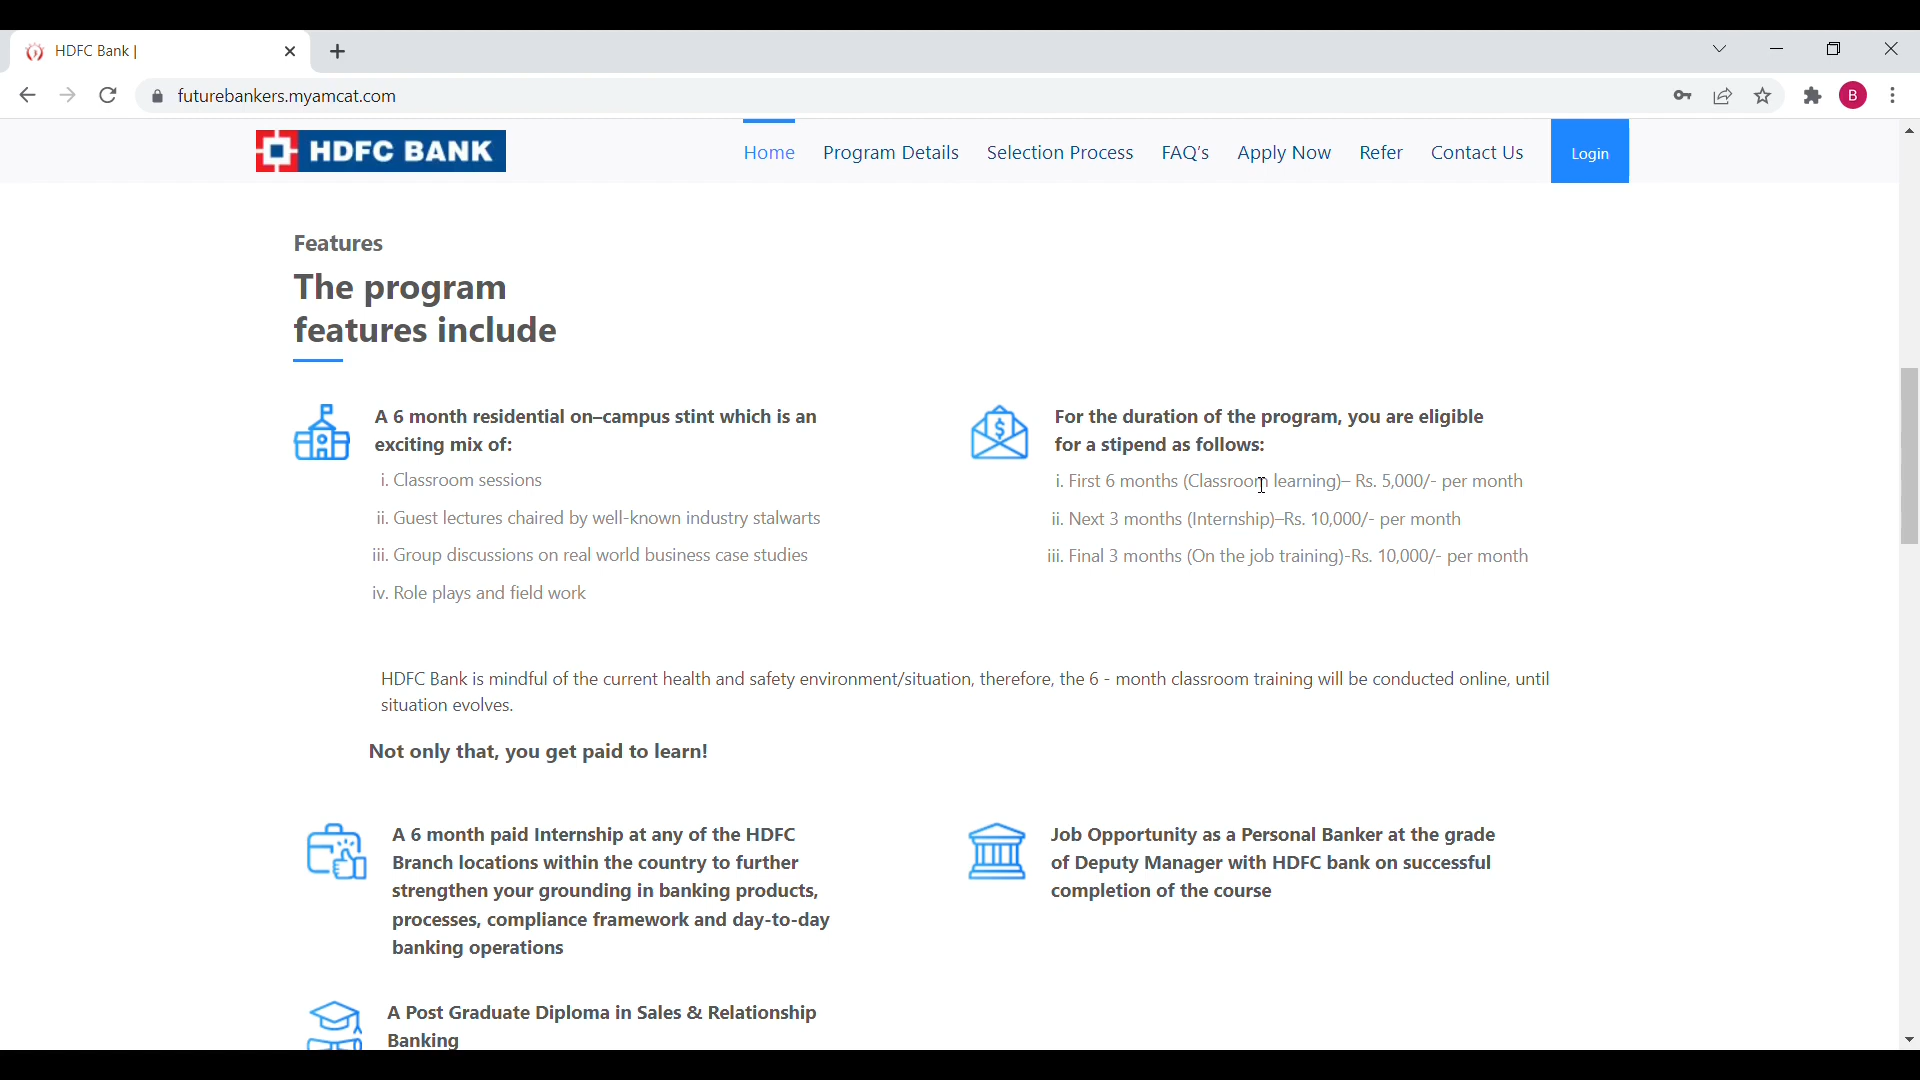 HDFC Bank |
futurebankers.myamcat.com
B
HDFC BANK
Home Program Details Selection Process FAQ's Apply Now Refer Contact Us Login
Features
The program
features include
A 6 month residential on–campus stint which is an
exciting mix of:
i. Classroom sessions
ii. Guest lectures chaired by well-known industry stalwarts
iii. Group discussions on real world business case studies
iv. Role plays and field work
For the duration of the program, you are eligible
for a stipend as follows:
i. First 6 months (Classroom learning)– Rs. 5,000/- per month
ii. Next 3 months (Internship)–Rs. 10,000/- per month
iii. Final 3 months (On the job training)-Rs. 10,000/- per month
HDFC Bank is mindful of the current health and safety environment/situation, therefore, the 6 - month classroom training will be conducted online, until
situation evolves.
Not only that, you get paid to learn!
A 6 month paid Internship at any of the HDFC
Branch locations within the country to further
strengthen your grounding in banking products,
processes, compliance framework and day-to-day
banking operations
Job Opportunity as a Personal Banker at the grade
of Deputy Manager with HDFC bank on successful
completion of the course
A Post Graduate Diploma in Sales & Relationship
Banking